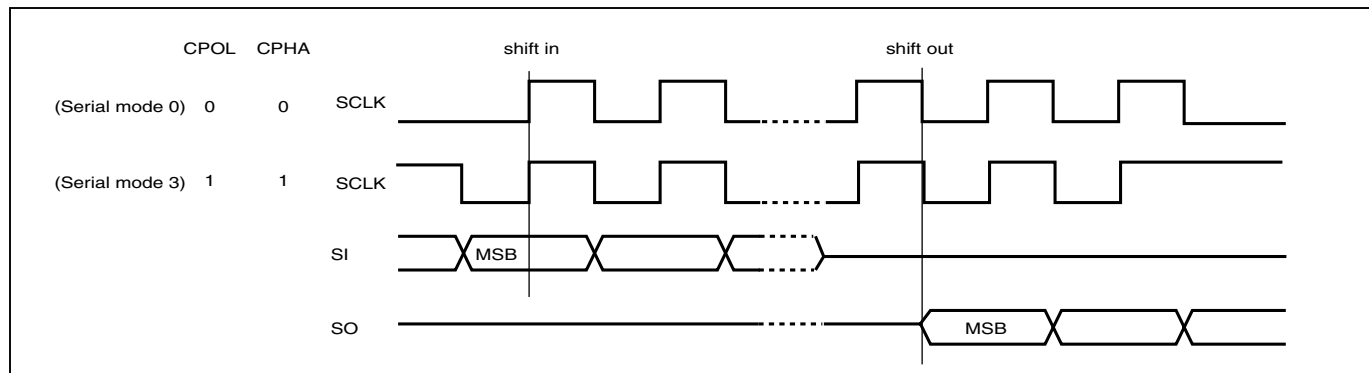 CPOL CPHA shift in shift out
(Serial mode 0) 0 0 SCLK
(Serial mode 3) 1 1 SCLK
SI MSB
SO MSB